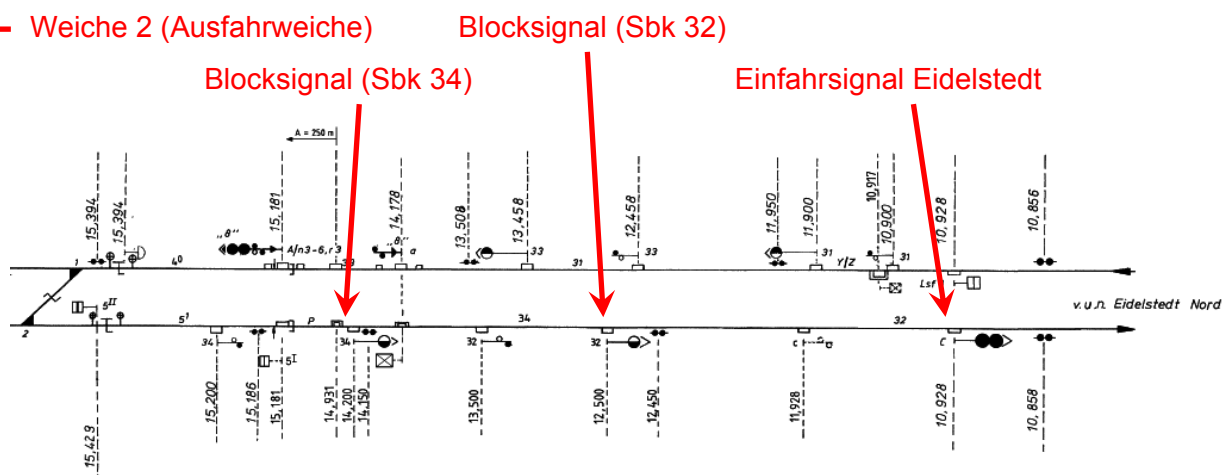 Weiche 2 (Ausfahrweiche)
Blocksignal (Sbk 32)
Blocksignal (Sbk 34)
Einfahrsignal Eidelstedt
A = 250 m
15,394
15,394
15,181
14,178
13,508
13,458
12,458
11,950
11,900
10,917
10,900
10,928
10,856
„8"
A/n3-6,r3
„8"
a
33
33
31
31
1
4⁰
39
31
Y/Z
Lsf
v.u.n. Eidelstedt Nord
5ᴵᴵ
5¹
P
34
32
2
34
5ᴵ
34
32
32
c
C
15,429
15,200
15,186
15,181
14,931
14,200
14,150
13,500
12,500
12,450
11,928
10,928
10,858